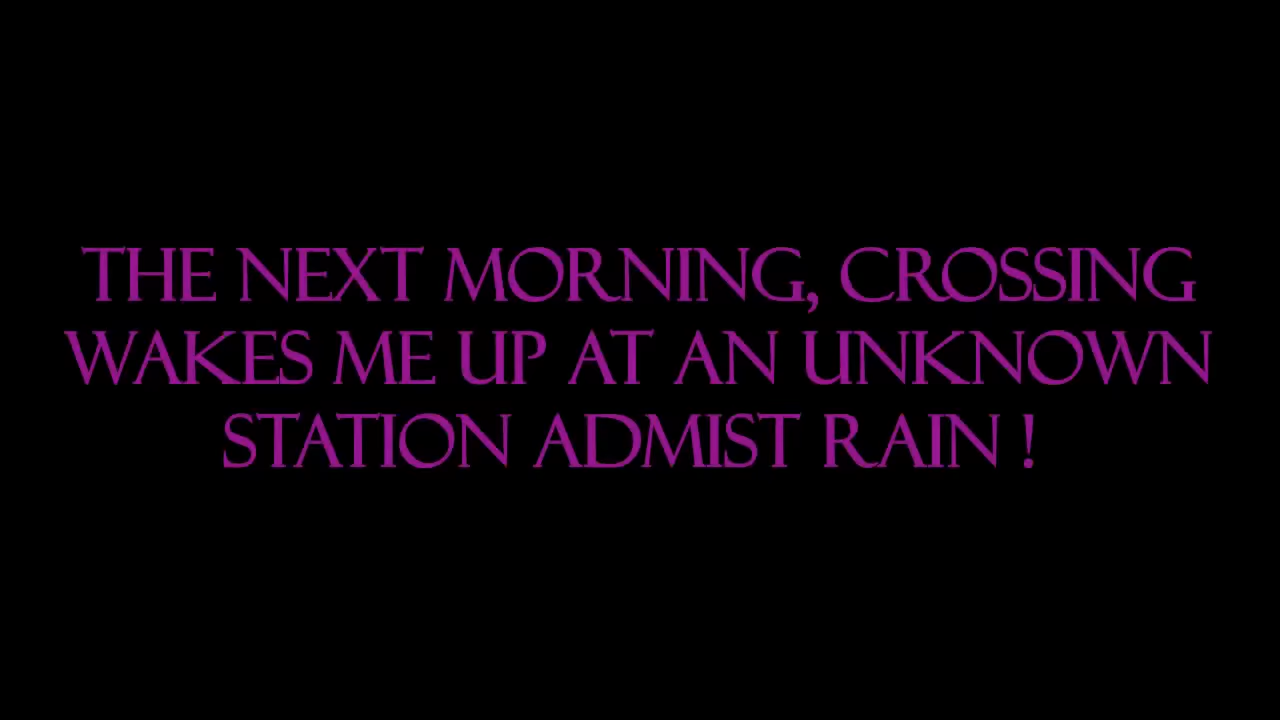 THE NEXT MORNING, CROSSING
WAKES ME UP AT AN UNKNOWN
STATION ADMIST RAIN !